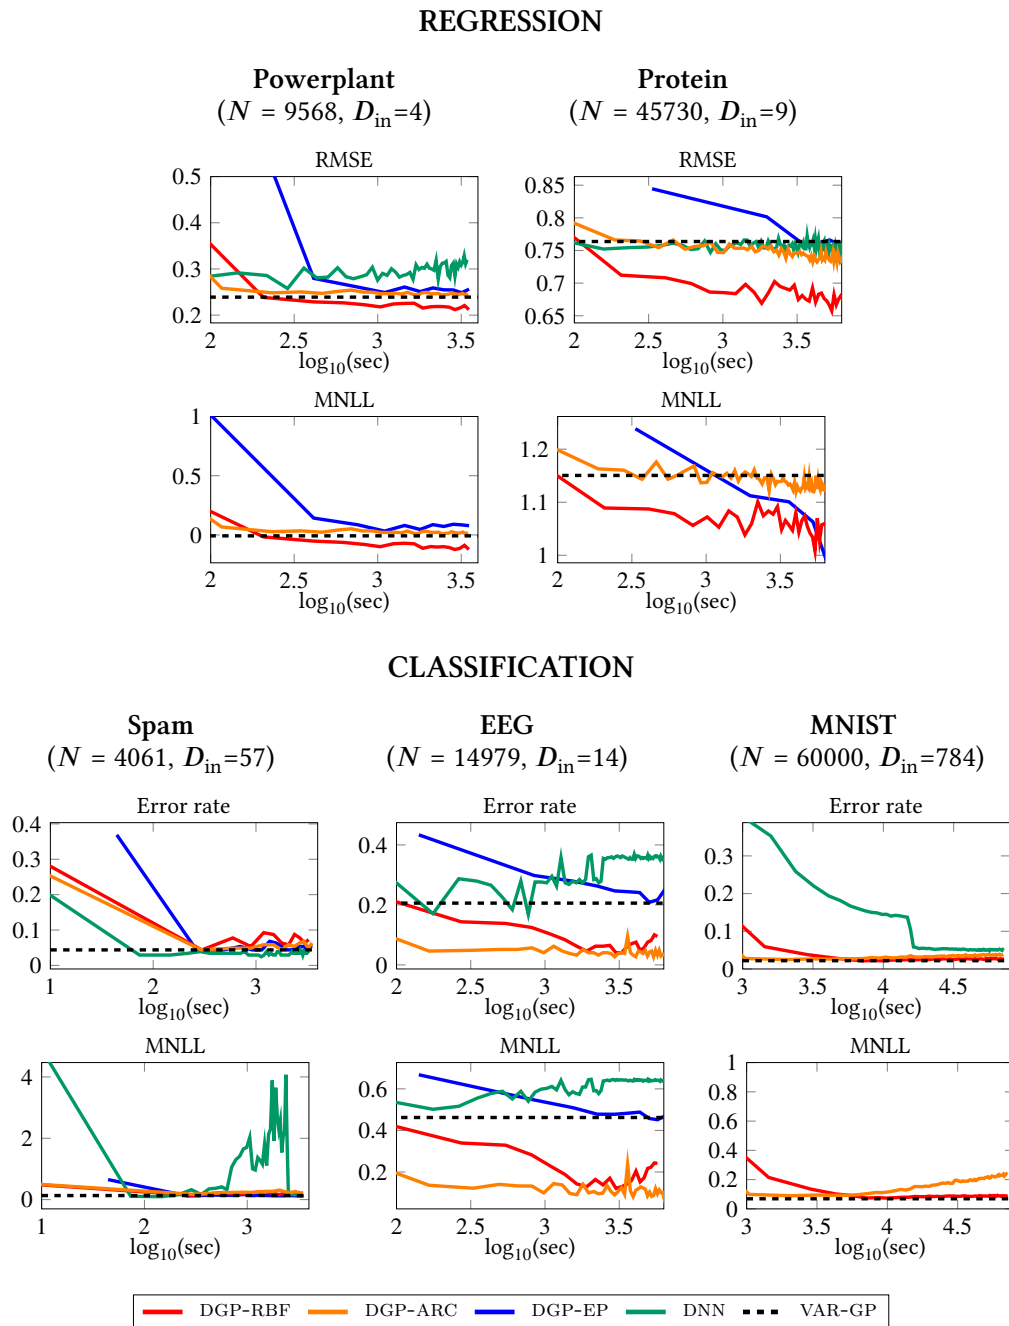 REGRESSION
Powerplant
(N = 9568, D_in=4)
Protein
(N = 45730, D_in=9)
RMSE
0.5
0.4
0.3
0.2
2
2.5
3
3.5
log10(sec)
RMSE
0.85
0.8
0.75
0.7
0.65
2
2.5
3
3.5
log10(sec)
MNLL
1
0.5
0
2
2.5
3
3.5
log10(sec)
MNLL
1.2
1.1
1
2
2.5
3
3.5
log10(sec)
CLASSIFICATION
Spam
(N = 4061, D_in=57)
EEG
(N = 14979, D_in=14)
MNIST
(N = 60000, D_in=784)
Error rate
0.4
0.3
0.2
0.1
0
1
2
3
log10(sec)
Error rate
0.4
0.2
0
2
2.5
3
3.5
log10(sec)
Error rate
0.3
0.2
0.1
0
3
3.5
4
4.5
log10(sec)
MNLL
4
2
0
1
2
3
log10(sec)
MNLL
0.6
0.4
0.2
2
2.5
3
3.5
log10(sec)
MNLL
1
0.8
0.6
0.4
0.2
0
3
3.5
4
4.5
log10(sec)
DGP-RBF DGP-ARC DGP-EP DNN VAR-GP